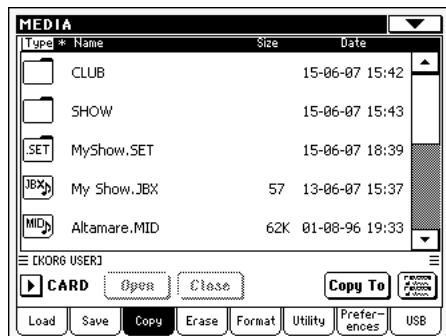 MEDIA
Type * Name Size Date
CLUB 15-06-07 15:42
SHOW 15-06-07 15:43
.SET MyShow.SET 15-06-07 18:39
JBX My Show.JBX 57 13-06-07 15:37
MID Altamare.MID 62K 01-08-96 19:33
[KORG USER]
CARD Open Close Copy To
Load Save Copy Erase Format Utility Prefer-ences USB